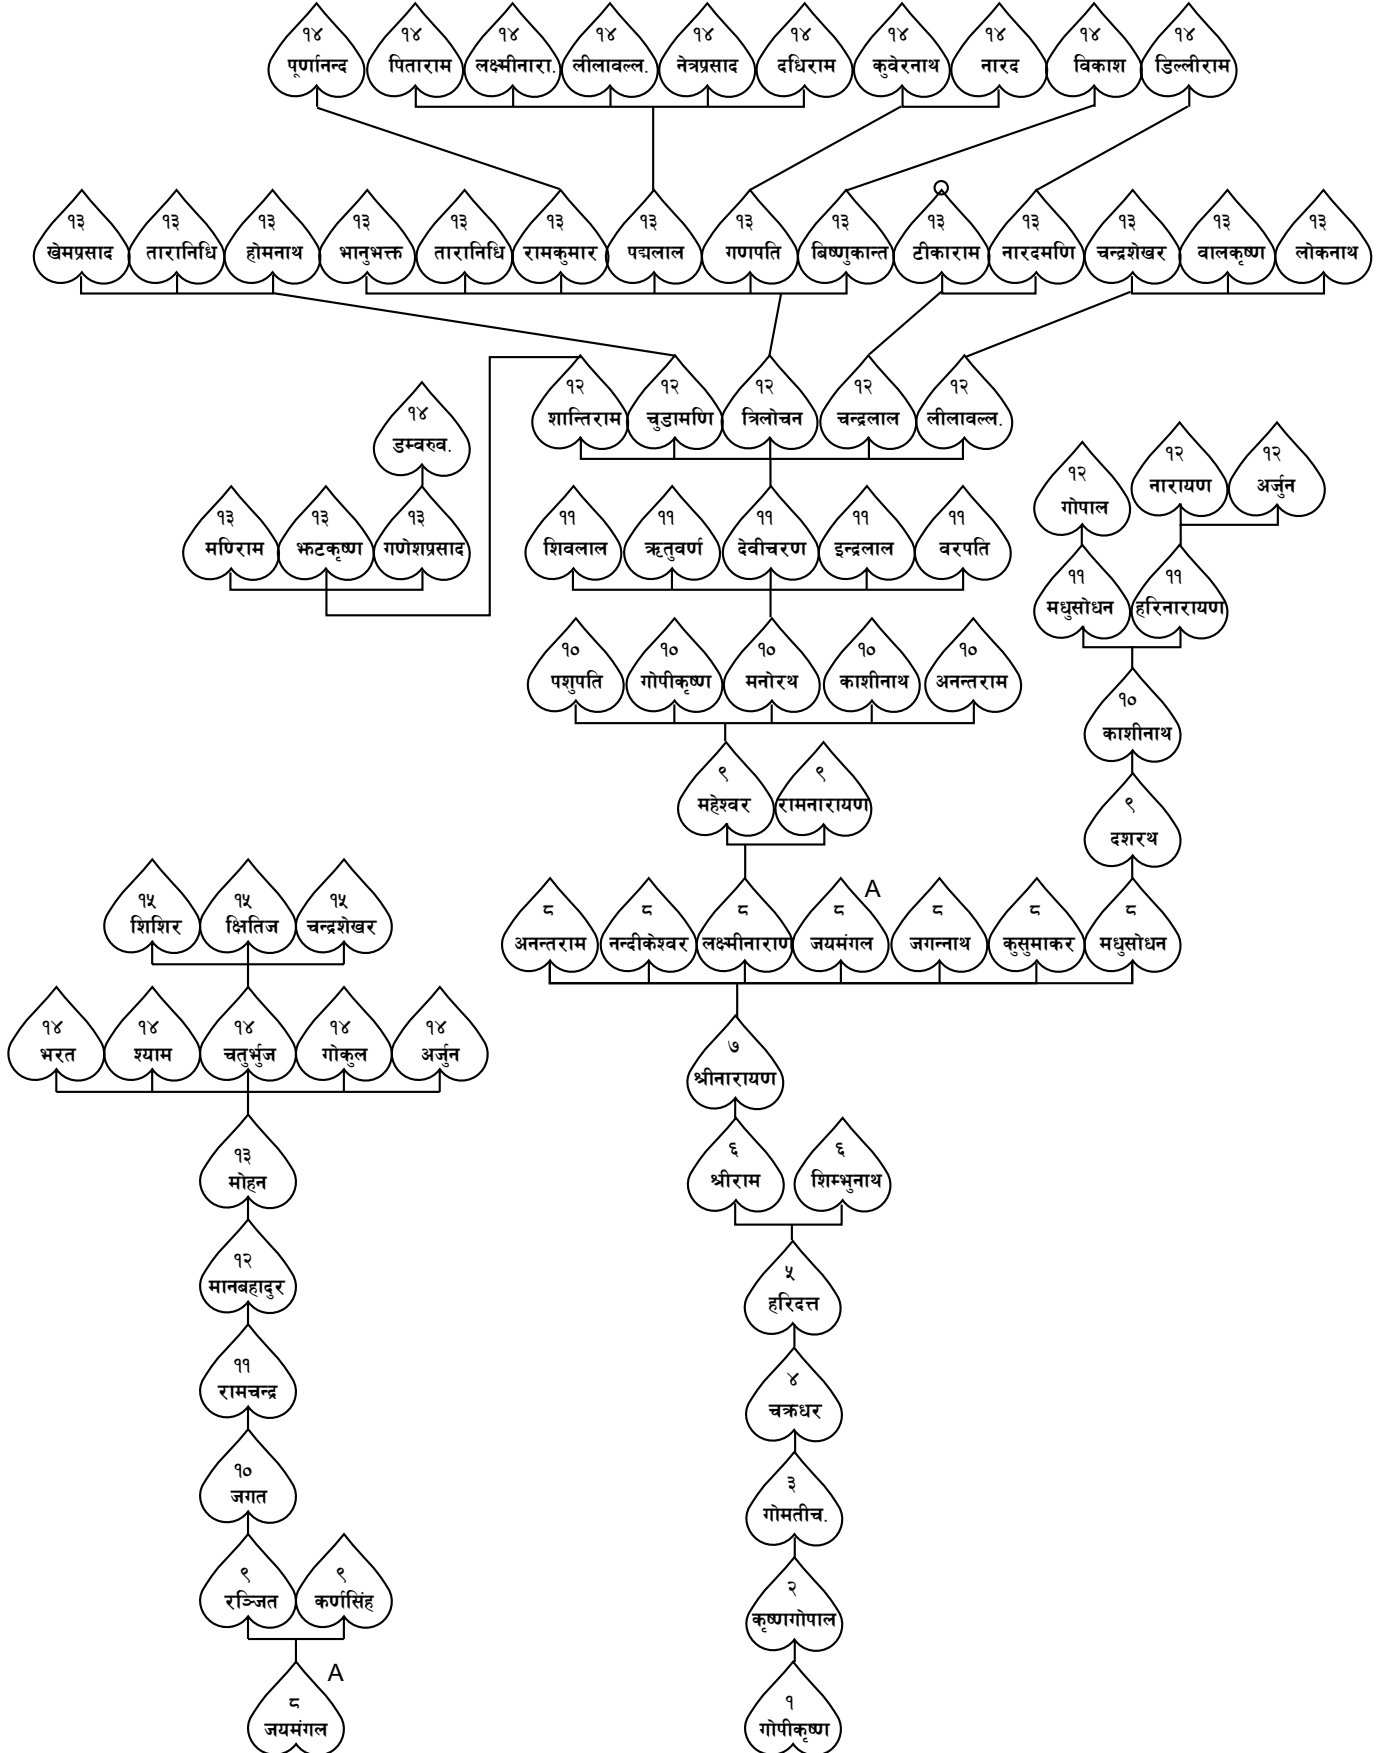 १४ १४ १४ १४ १४ १४ १४ १४ १४ १४
पूर्णानन्द पिताराम लक्ष्मीनारा. लीलावल्ल. नेत्रप्रसाद दधिराम कुवेरनाथ नारद विकाश डिल्लीराम
१३ १३ १३ १३ १३ १३ १३ १३ १३ १३ १३ १३ १३ १३
खेमप्रसाद तारानिधि होमनाथ भानुभक्त तारानिधि रामकुमार पद्मलाल गणपति बिष्णुकान्त टीकाराम नारदमणि चन्द्रशेखर वालकृष्ण लोकनाथ
१२ १२ १२ १२ १२
शान्तिराम चुडामणि त्रिलोचन चन्द्रलाल लीलावल्ल.
१४
डम्वरुव.
१२ १२ १२
गोपाल नारायण अर्जुन
१३ १३ १३
मणिराम झटकृष्ण गणेशप्रसाद
११ ११ ११ ११ ११
शिवलाल ऋतुवर्ण देवीचरण इन्द्रलाल वरपति
११ ११
मधुसोधन हरिनारायण
१० १० १० १० १०
पशुपति गोपीकृष्ण मनोरथ काशीनाथ अनन्तराम
१०
काशीनाथ
९ ९
महेश्वर रामनारायण
९
दशरथ
८ ८ ८ ८ A ८ ८ ८
अनन्तराम नन्दीकेश्वर लक्ष्मीनाराण जयमंगल जगन्नाथ कुसुमाकर मधुसोधन
१५ १५ १५
शिशिर क्षितिज चन्द्रशेखर
१४ १४ १४ १४ १४
भरत श्याम चतुर्भुज गोकुल अर्जुन
७
श्रीनारायण
६ ६
श्रीराम शिम्भुनाथ
१३
मोहन
५
हरिदत्त
१२
मानबहादुर
४
चक्रधर
११
रामचन्द्र
३
गोमतीच.
१०
जगत
२
कृष्णगोपाल
९ ९
रञ्जित कर्णसिंह
१
गोपीकृष्ण
A
८
जयमंगल